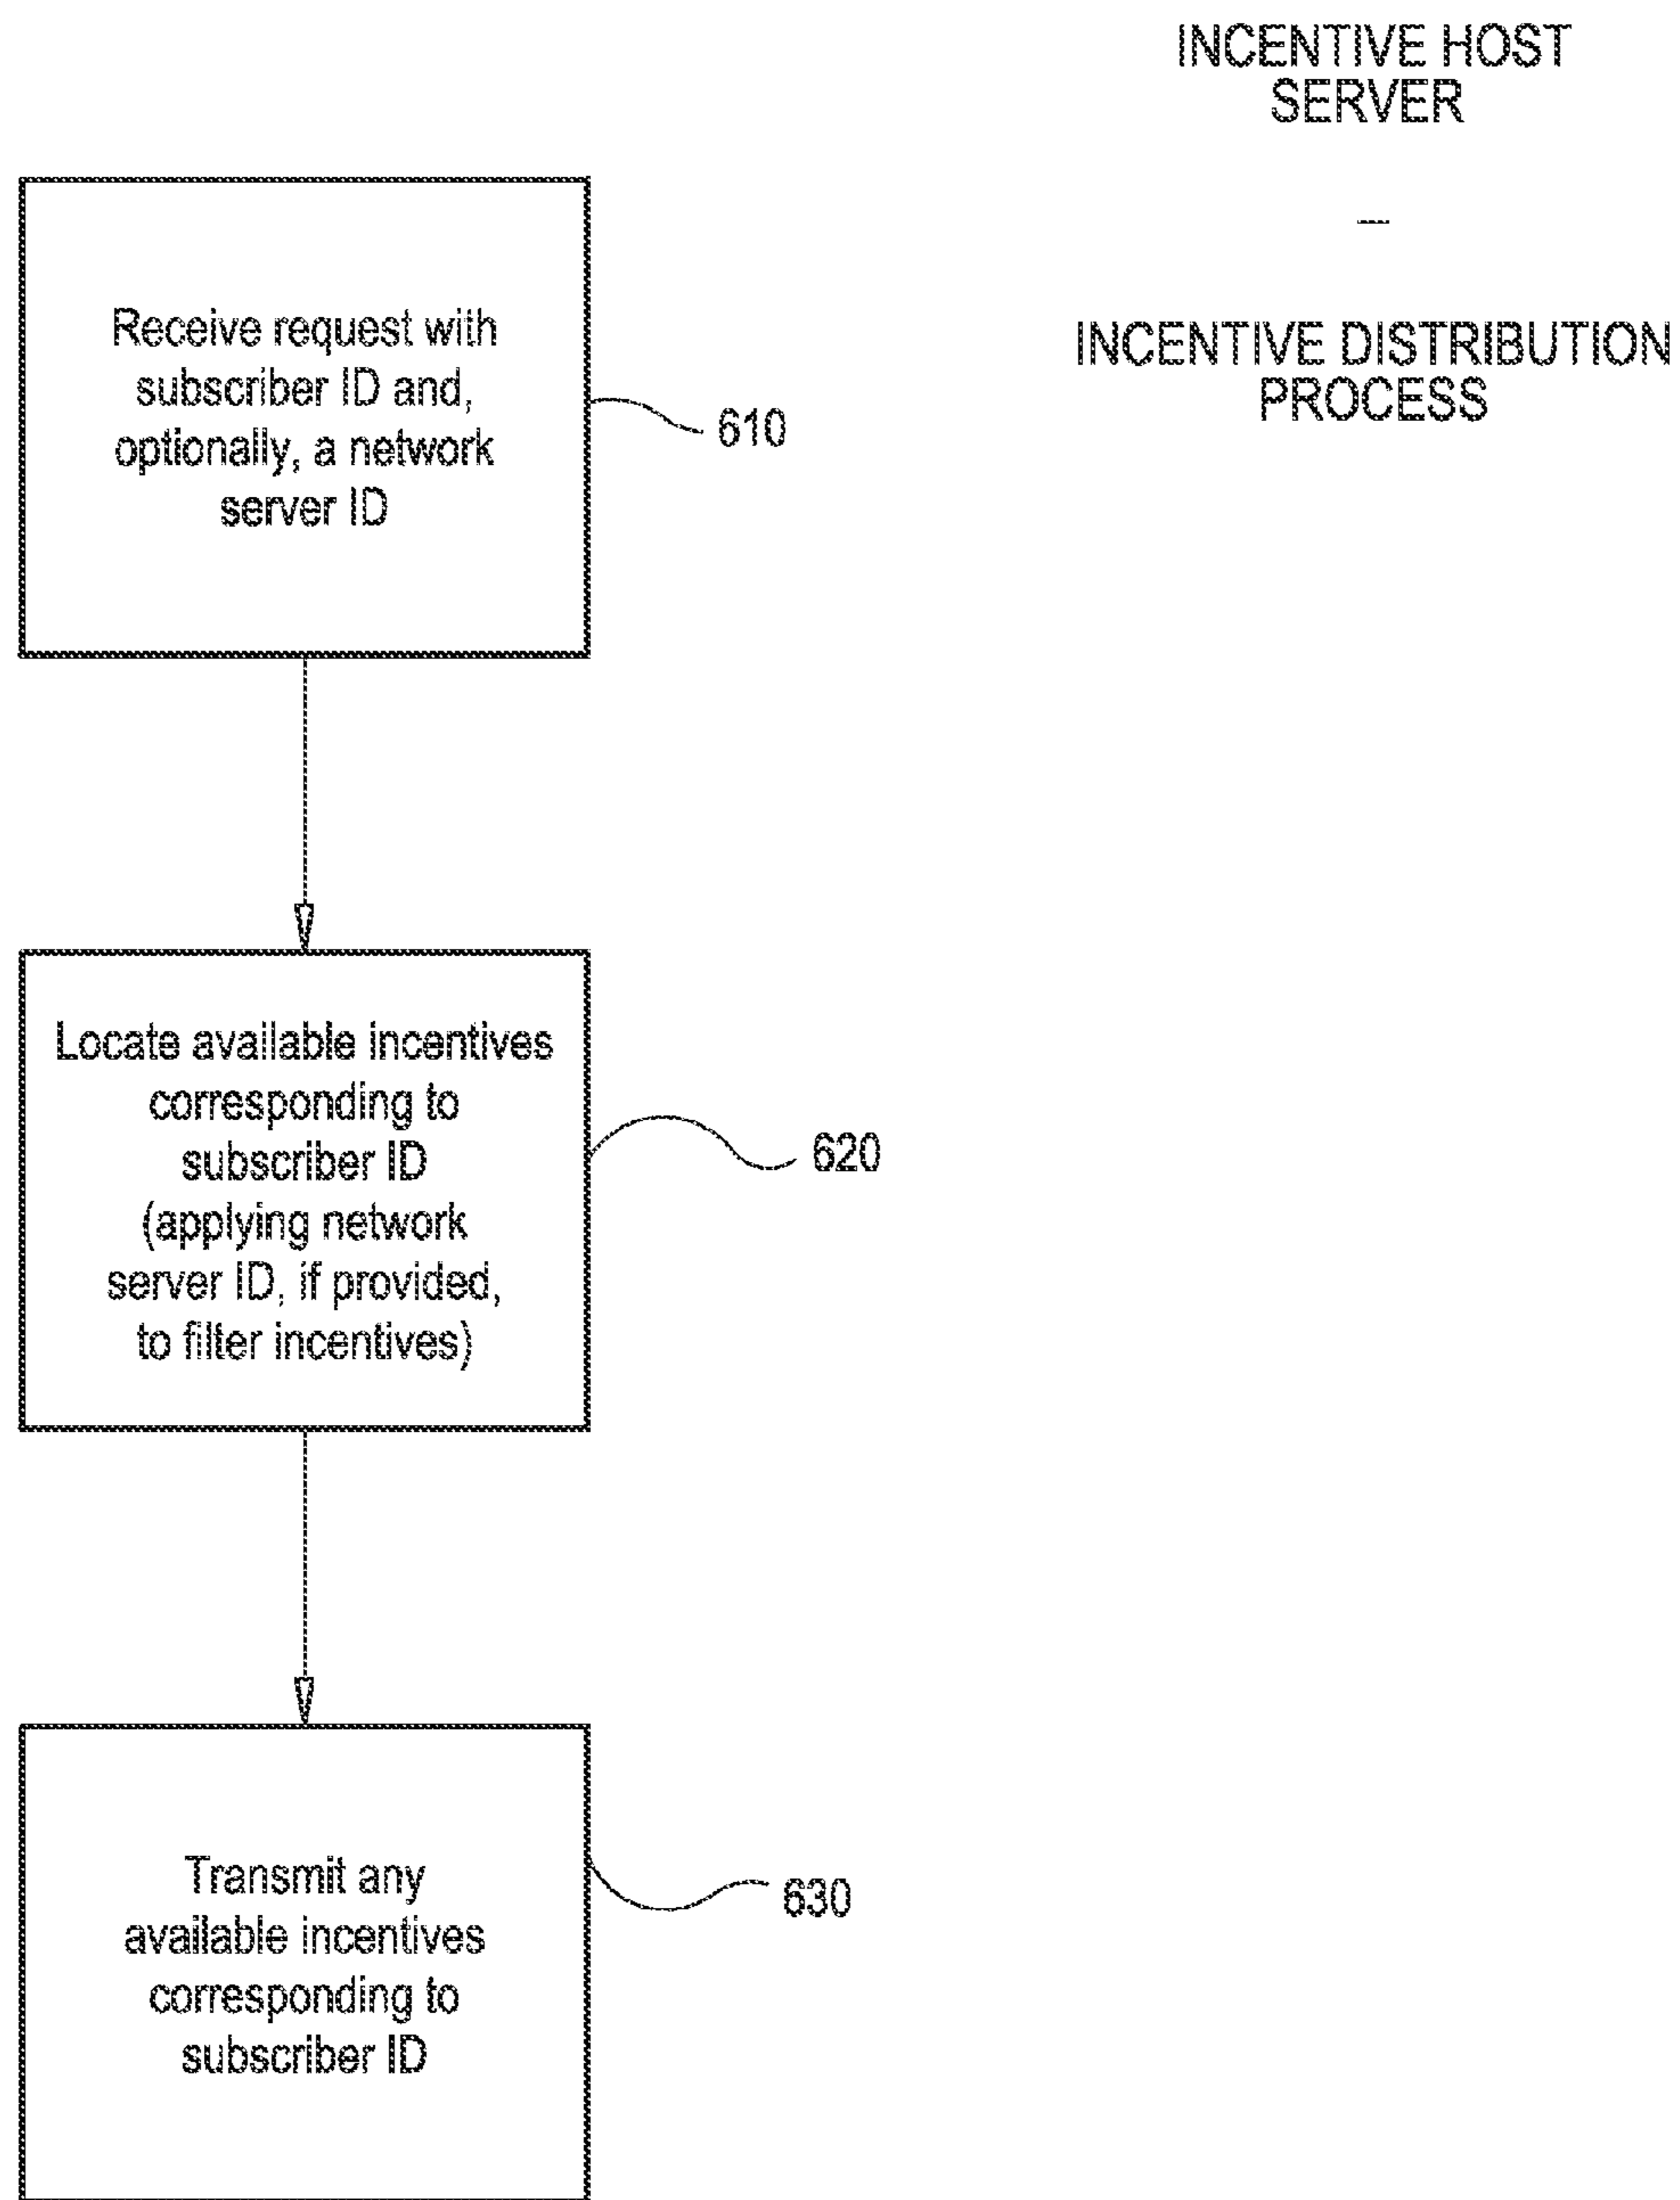 INCENTIVE HOST
SERVER
—
INCENTIVE DISTRIBUTION
PROCESS
Receive request with
subscriber ID and,
optionally, a network
server ID
610
Locate available incentives
corresponding to
subscriber ID
(applying network
server ID, if provided,
to filter incentives)
620
Transmit any
available incentives
corresponding to
subscriber ID
630